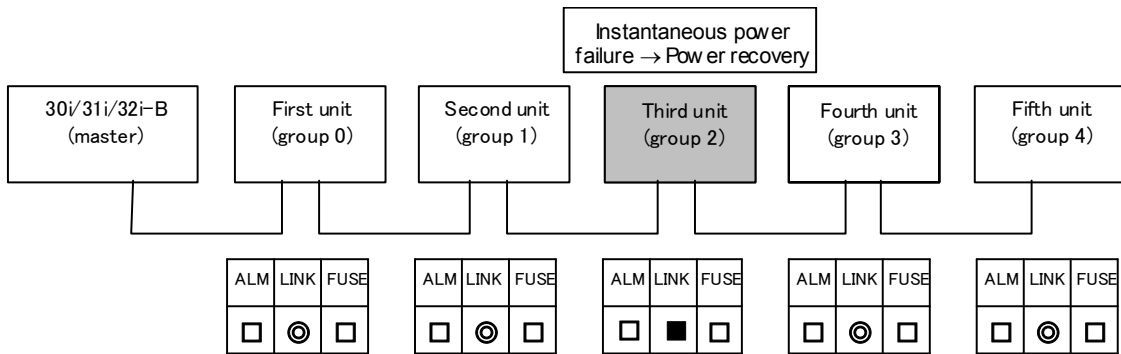 Instantaneous power
failure → Power recovery
30i/31i/32i-B
(master)
First unit
(group 0)
Second unit
(group 1)
Third unit
(group 2)
Fourth unit
(group 3)
Fifth unit
(group 4)
ALM LINK FUSE
ALM LINK FUSE
ALM LINK FUSE
ALM LINK FUSE
ALM LINK FUSE